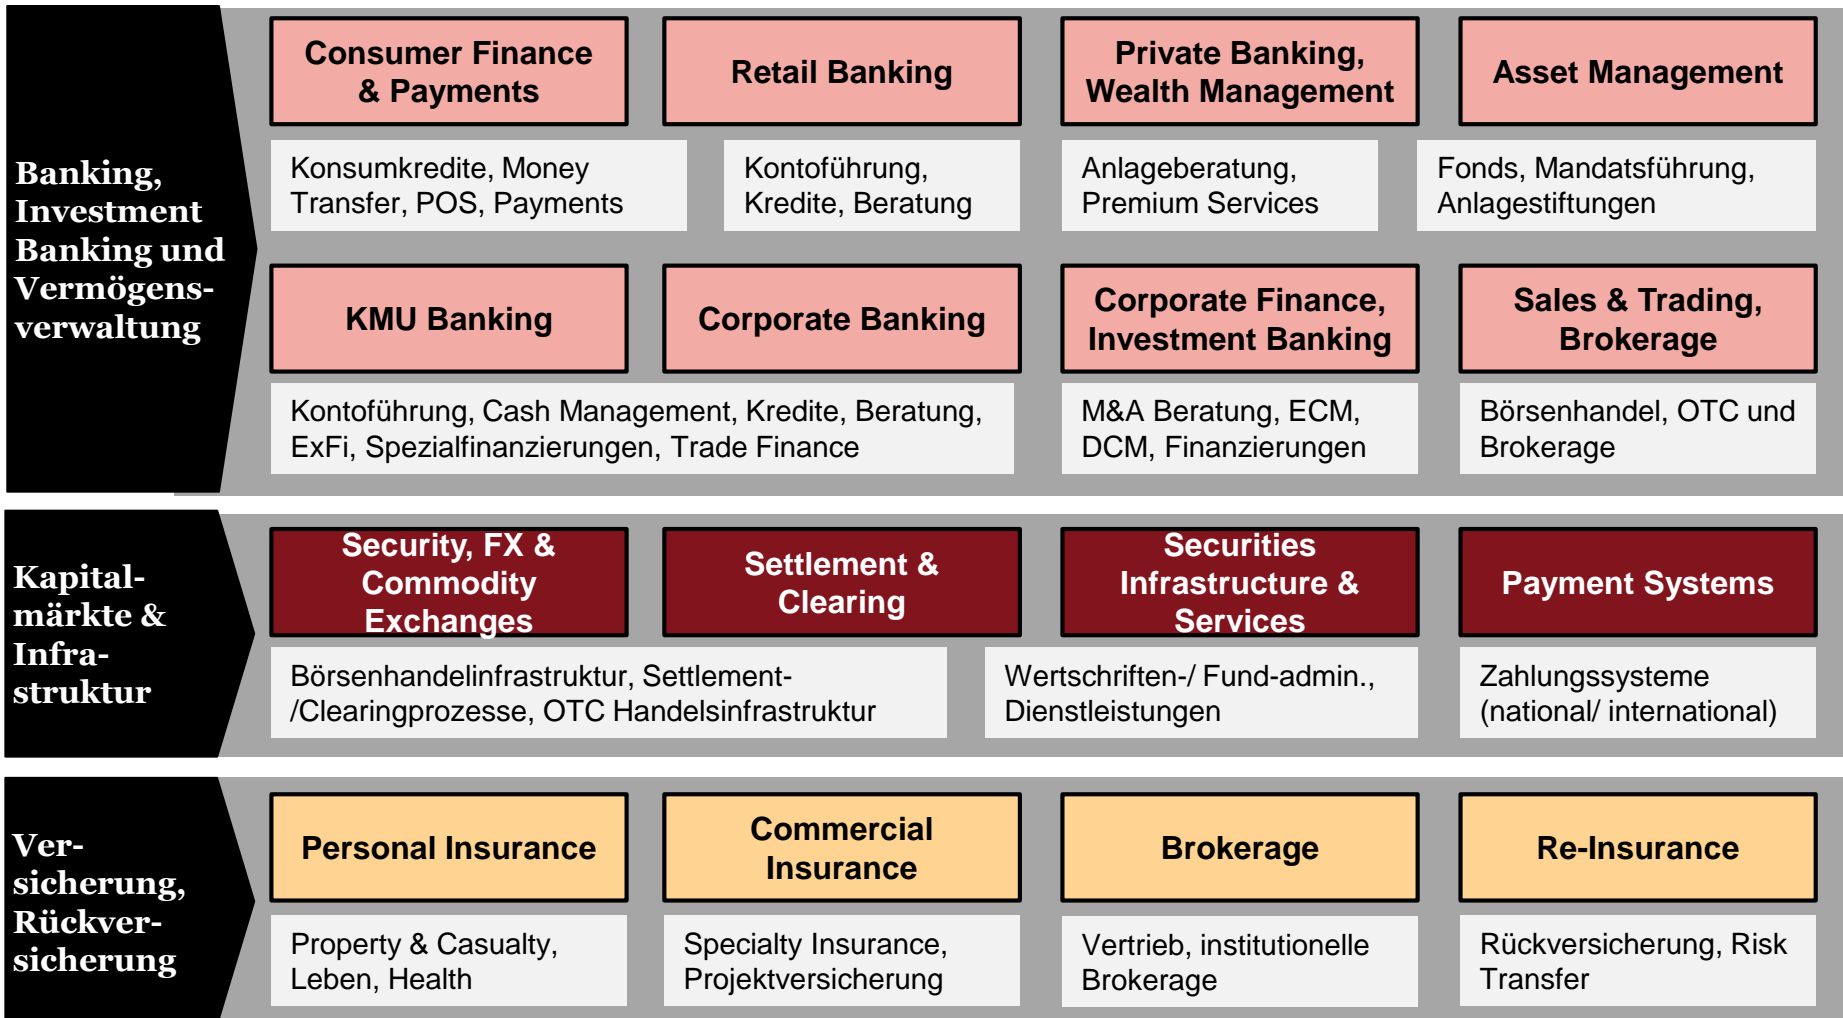 Banking,
Investment
Banking und
Vermögens-
verwaltung
Consumer Finance
& Payments
Retail Banking
Private Banking,
Wealth Management
Asset Management
Konsumkredite, Money
Transfer, POS, Payments
Kontoführung,
Kredite, Beratung
Anlageberatung,
Premium Services
Fonds, Mandatsführung,
Anlagestiftungen
KMU Banking
Corporate Banking
Corporate Finance,
Investment Banking
Sales & Trading,
Brokerage
Kontoführung, Cash Management, Kredite, Beratung,
ExFi, Spezialfinanzierungen, Trade Finance
M&A Beratung, ECM,
DCM, Finanzierungen
Börsenhandel, OTC und
Brokerage
Kapital-
märkte &
Infra-
struktur
Security, FX &
Commodity
Exchanges
Settlement &
Clearing
Securities
Infrastructure &
Services
Payment Systems
Börsenhandelinfrastruktur, Settlement-
/Clearingprozesse, OTC Handelsinfrastruktur
Wertschriften-/ Fund-admin.,
Dienstleistungen
Zahlungssysteme
(national/ international)
Ver-
sicherung,
Rückver-
sicherung
Personal Insurance
Commercial
Insurance
Brokerage
Re-Insurance
Property & Casualty,
Leben, Health
Specialty Insurance,
Projektversicherung
Vertrieb, institutionelle
Brokerage
Rückversicherung, Risk
Transfer